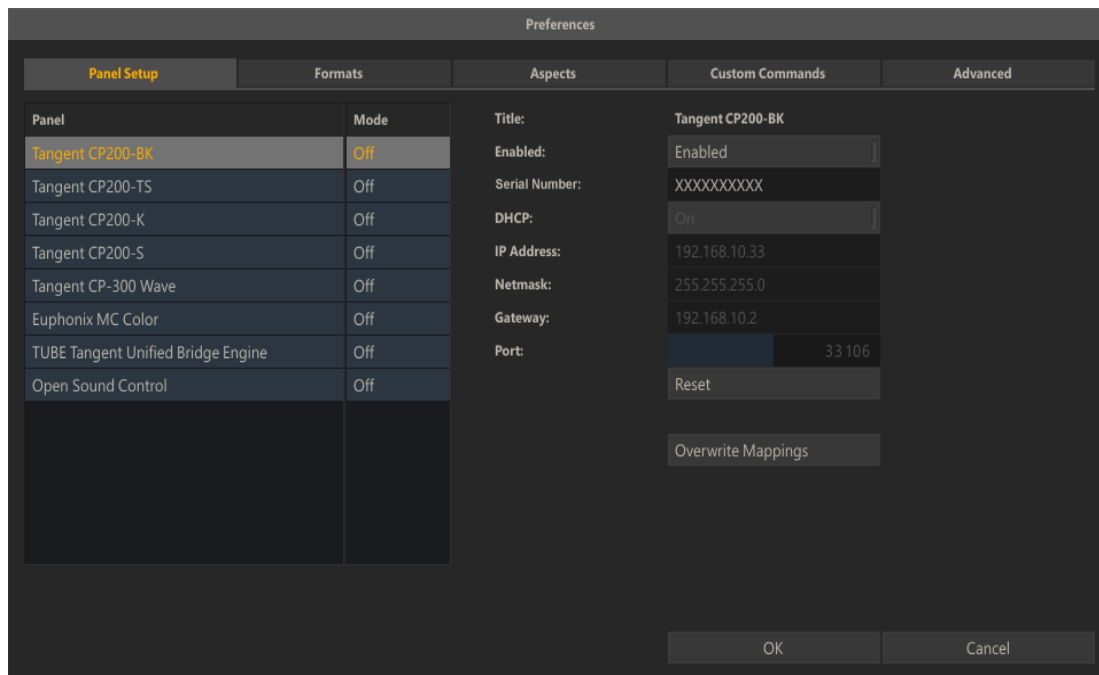 Preferences
Panel Setup Formats Aspects Custom Commands Advanced
Panel Mode
Tangent CP200-BK Off
Tangent CP200-TS Off
Tangent CP200-K Off
Tangent CP200-S Off
Tangent CP-300 Wave Off
Euphonix MC Color Off
TUBE Tangent Unified Bridge Engine Off
Open Sound Control Off
Title: Tangent CP200-BK
Enabled: Enabled
Serial Number: XXXXXXXXXX
DHCP: On
IP Address: 192.168.10.33
Netmask: 255.255.255.0
Gateway: 192.168.10.2
Port: 33106
Reset
Overwrite Mappings
OK Cancel